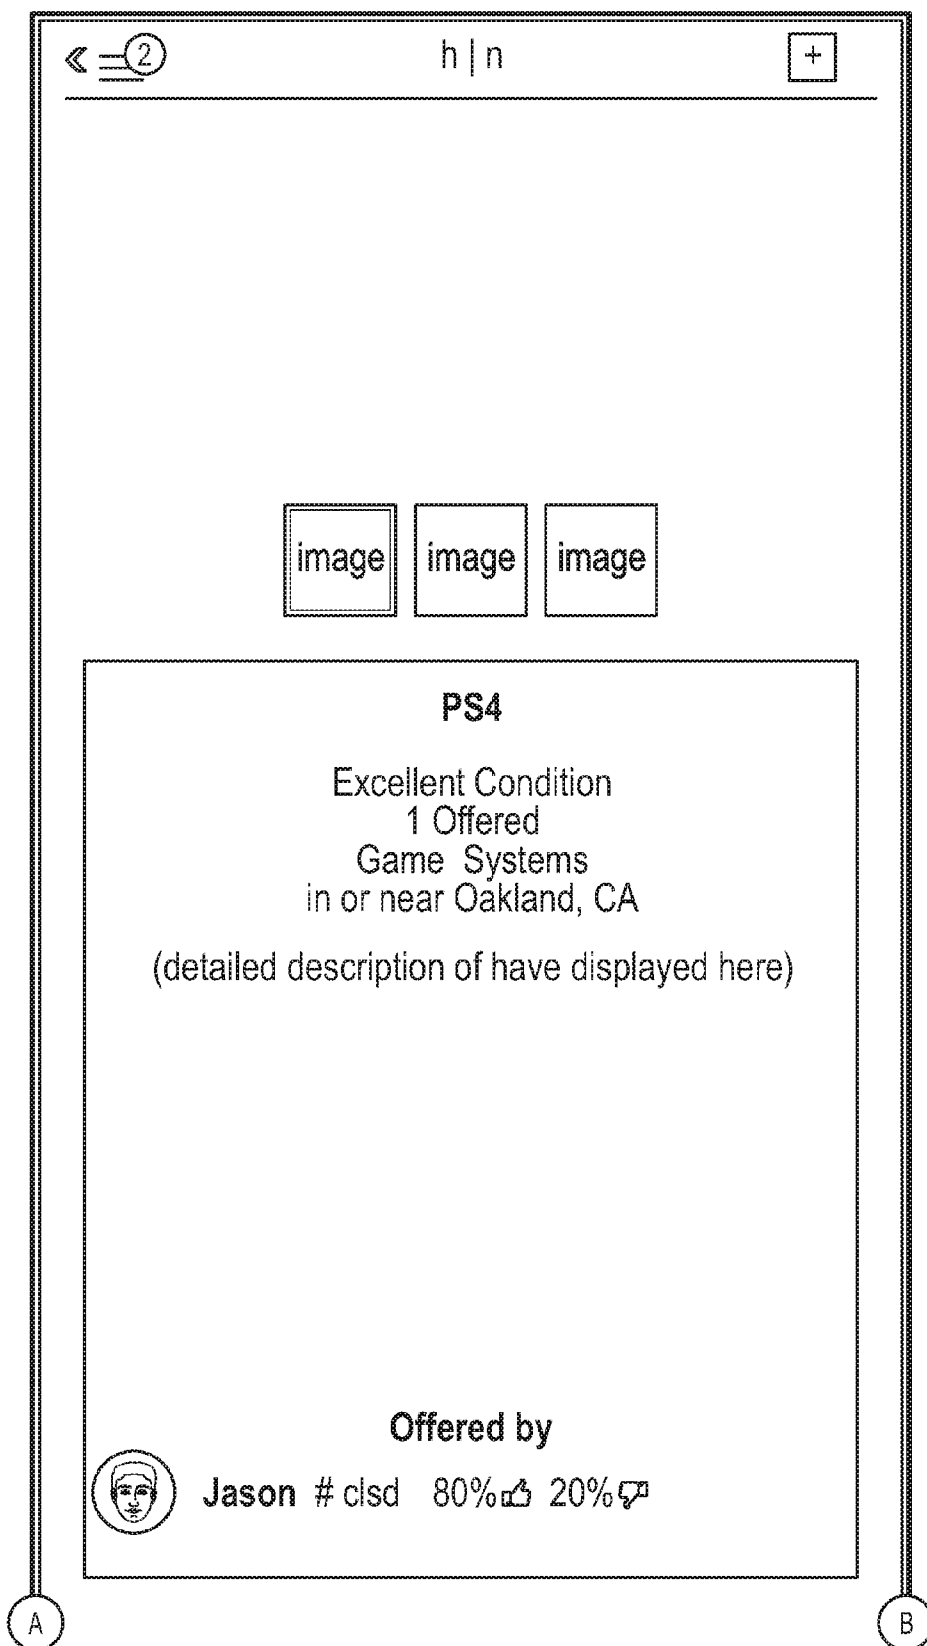 « 2 h | n +
image image image
PS4
Excellent Condition
1 Offered
Game Systems
in or near Oakland, CA
(detailed description of have displayed here)
Offered by
Jason # clsd 80% 20%
A B